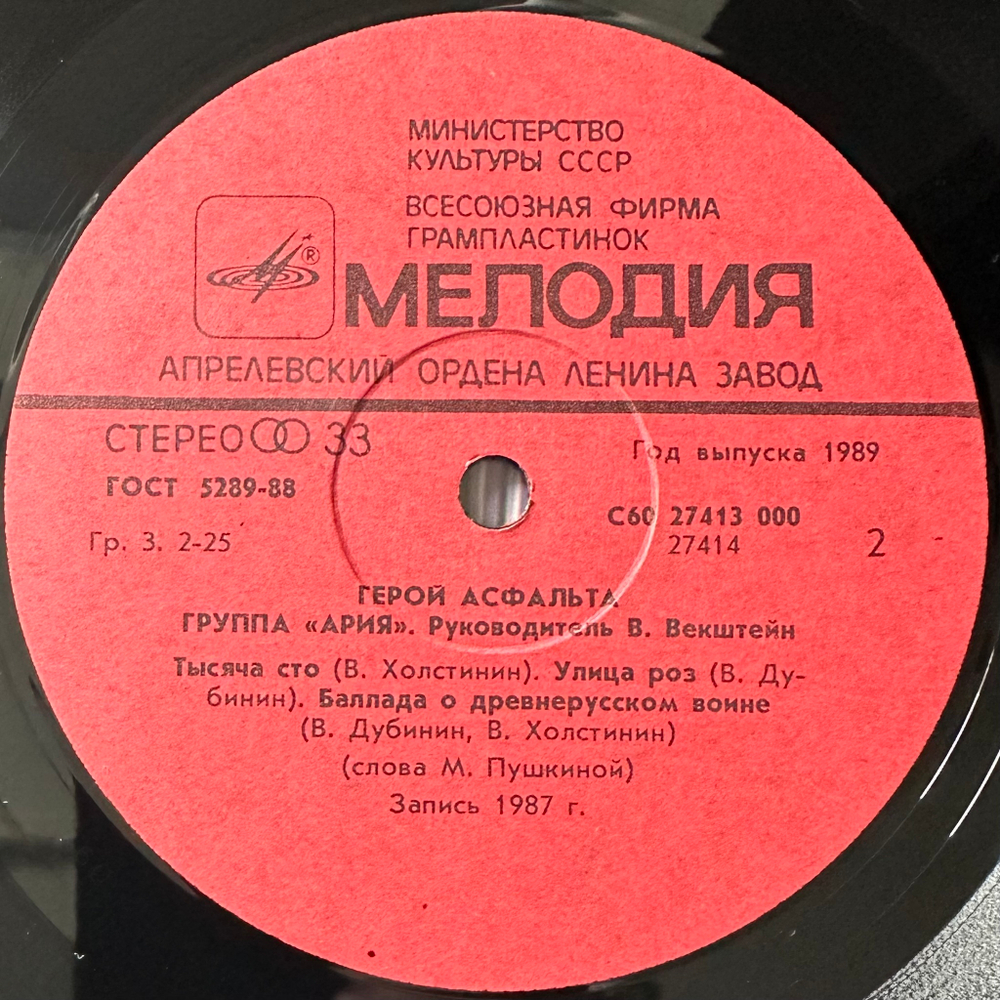 МИНИСТЕРСТВО
КУЛЬТУРЫ СССР
ВСЕСОЮЗНАЯ ФИРМА
ГРАМПЛАСТИНОК
®
МЕЛОДИЯ
АПРЕЛЕВСКИЙ ОРДЕНА ЛЕНИНА ЗАВОД
СТЕРЕО 33
Год выпуска 1989
ГОСТ 5289-88
С60 27413 000
Гр. 3. 2-25
27414
2
ГЕРОЙ АСФАЛЬТА
ГРУППА «АРИЯ». Руководитель В. Векштейн
Тысяча сто (В. Холстинин). Улица роз (В. Ду-
бинин). Баллада о древнерусском воине
(В. Дубинин, В. Холстинин)
(слова М. Пушкиной)
Запись 1987 г.